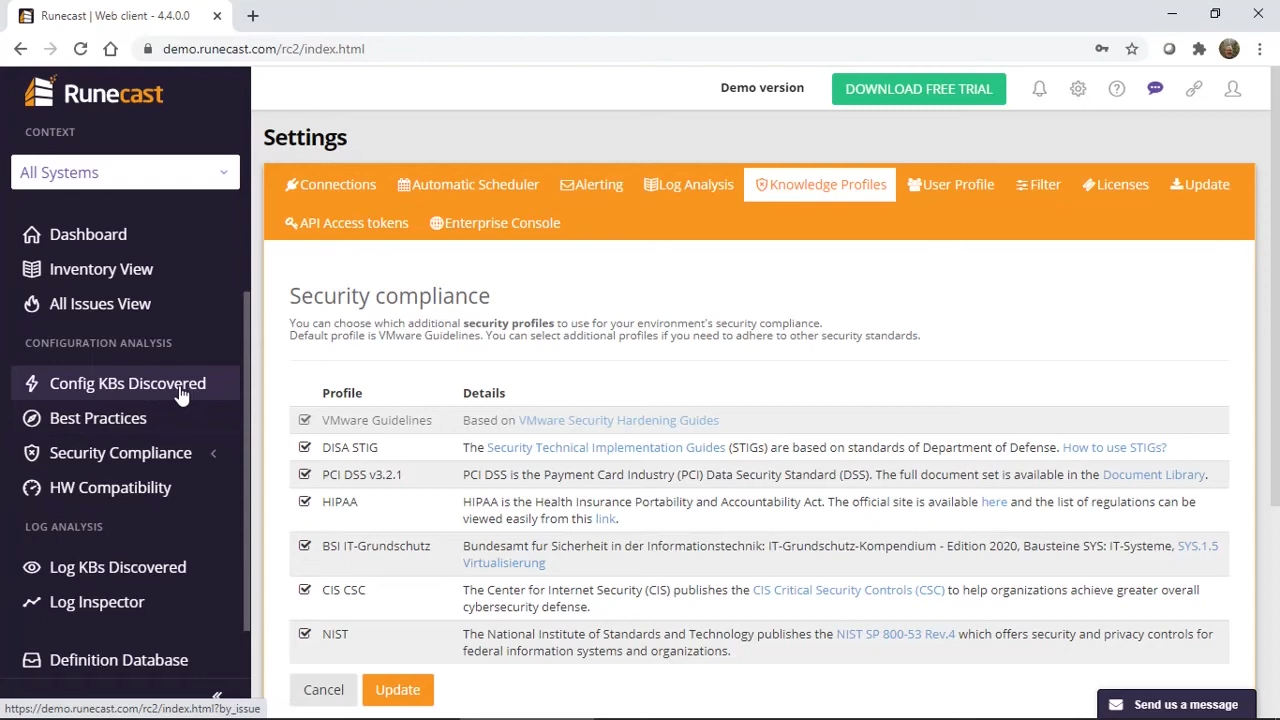 Runecast | Web client - 4.4.0.0
demo.runecast.com/rc2/index.html
Runecast
CONTEXT
All Systems
Dashboard
Inventory View
All Issues View
CONFIGURATION ANALYSIS
Config KBs Discovered
Best Practices
Security Compliance
HW Compatibility
LOG ANALYSIS
Log KBs Discovered
Log Inspector
Definition Database
https://demo.runecast.com/rc2/index.html?by_issue
Demo version
DOWNLOAD FREE TRIAL
Settings
Connections Automatic Scheduler Alerting Log Analysis Knowledge Profiles User Profile Filter Licenses Update
API Access tokens Enterprise Console
Security compliance
You can choose which additional security profiles to use for your environment's security compliance.
Default profile is VMware Guidelines. You can select additional profiles if you need to adhere to other security standards.
Profile Details
VMware Guidelines Based on VMware Security Hardening Guides
DISA STIG The Security Technical Implementation Guides (STIGs) are based on standards of Department of Defense. How to use STIGs?
PCI DSS v3.2.1 PCI DSS is the Payment Card Industry (PCI) Data Security Standard (DSS). The full document set is available in the Document Library.
HIPAA HIPAA is the Health Insurance Portability and Accountability Act. The official site is available here and the list of regulations can be
viewed easily from this link.
BSI IT-Grundschutz Bundesamt fur Sicherheit in der Informationstechnik: IT-Grundschutz-Kompendium - Edition 2020, Bausteine SYS: IT-Systeme, SYS.1.5
Virtualisierung
CIS CSC The Center for Internet Security (CIS) publishes the CIS Critical Security Controls (CSC) to help organizations achieve greater overall
cybersecurity defense.
NIST The National Institute of Standards and Technology publishes the NIST SP 800-53 Rev.4 which offers security and privacy controls for
federal information systems and organizations.
Cancel Update
Send us a message